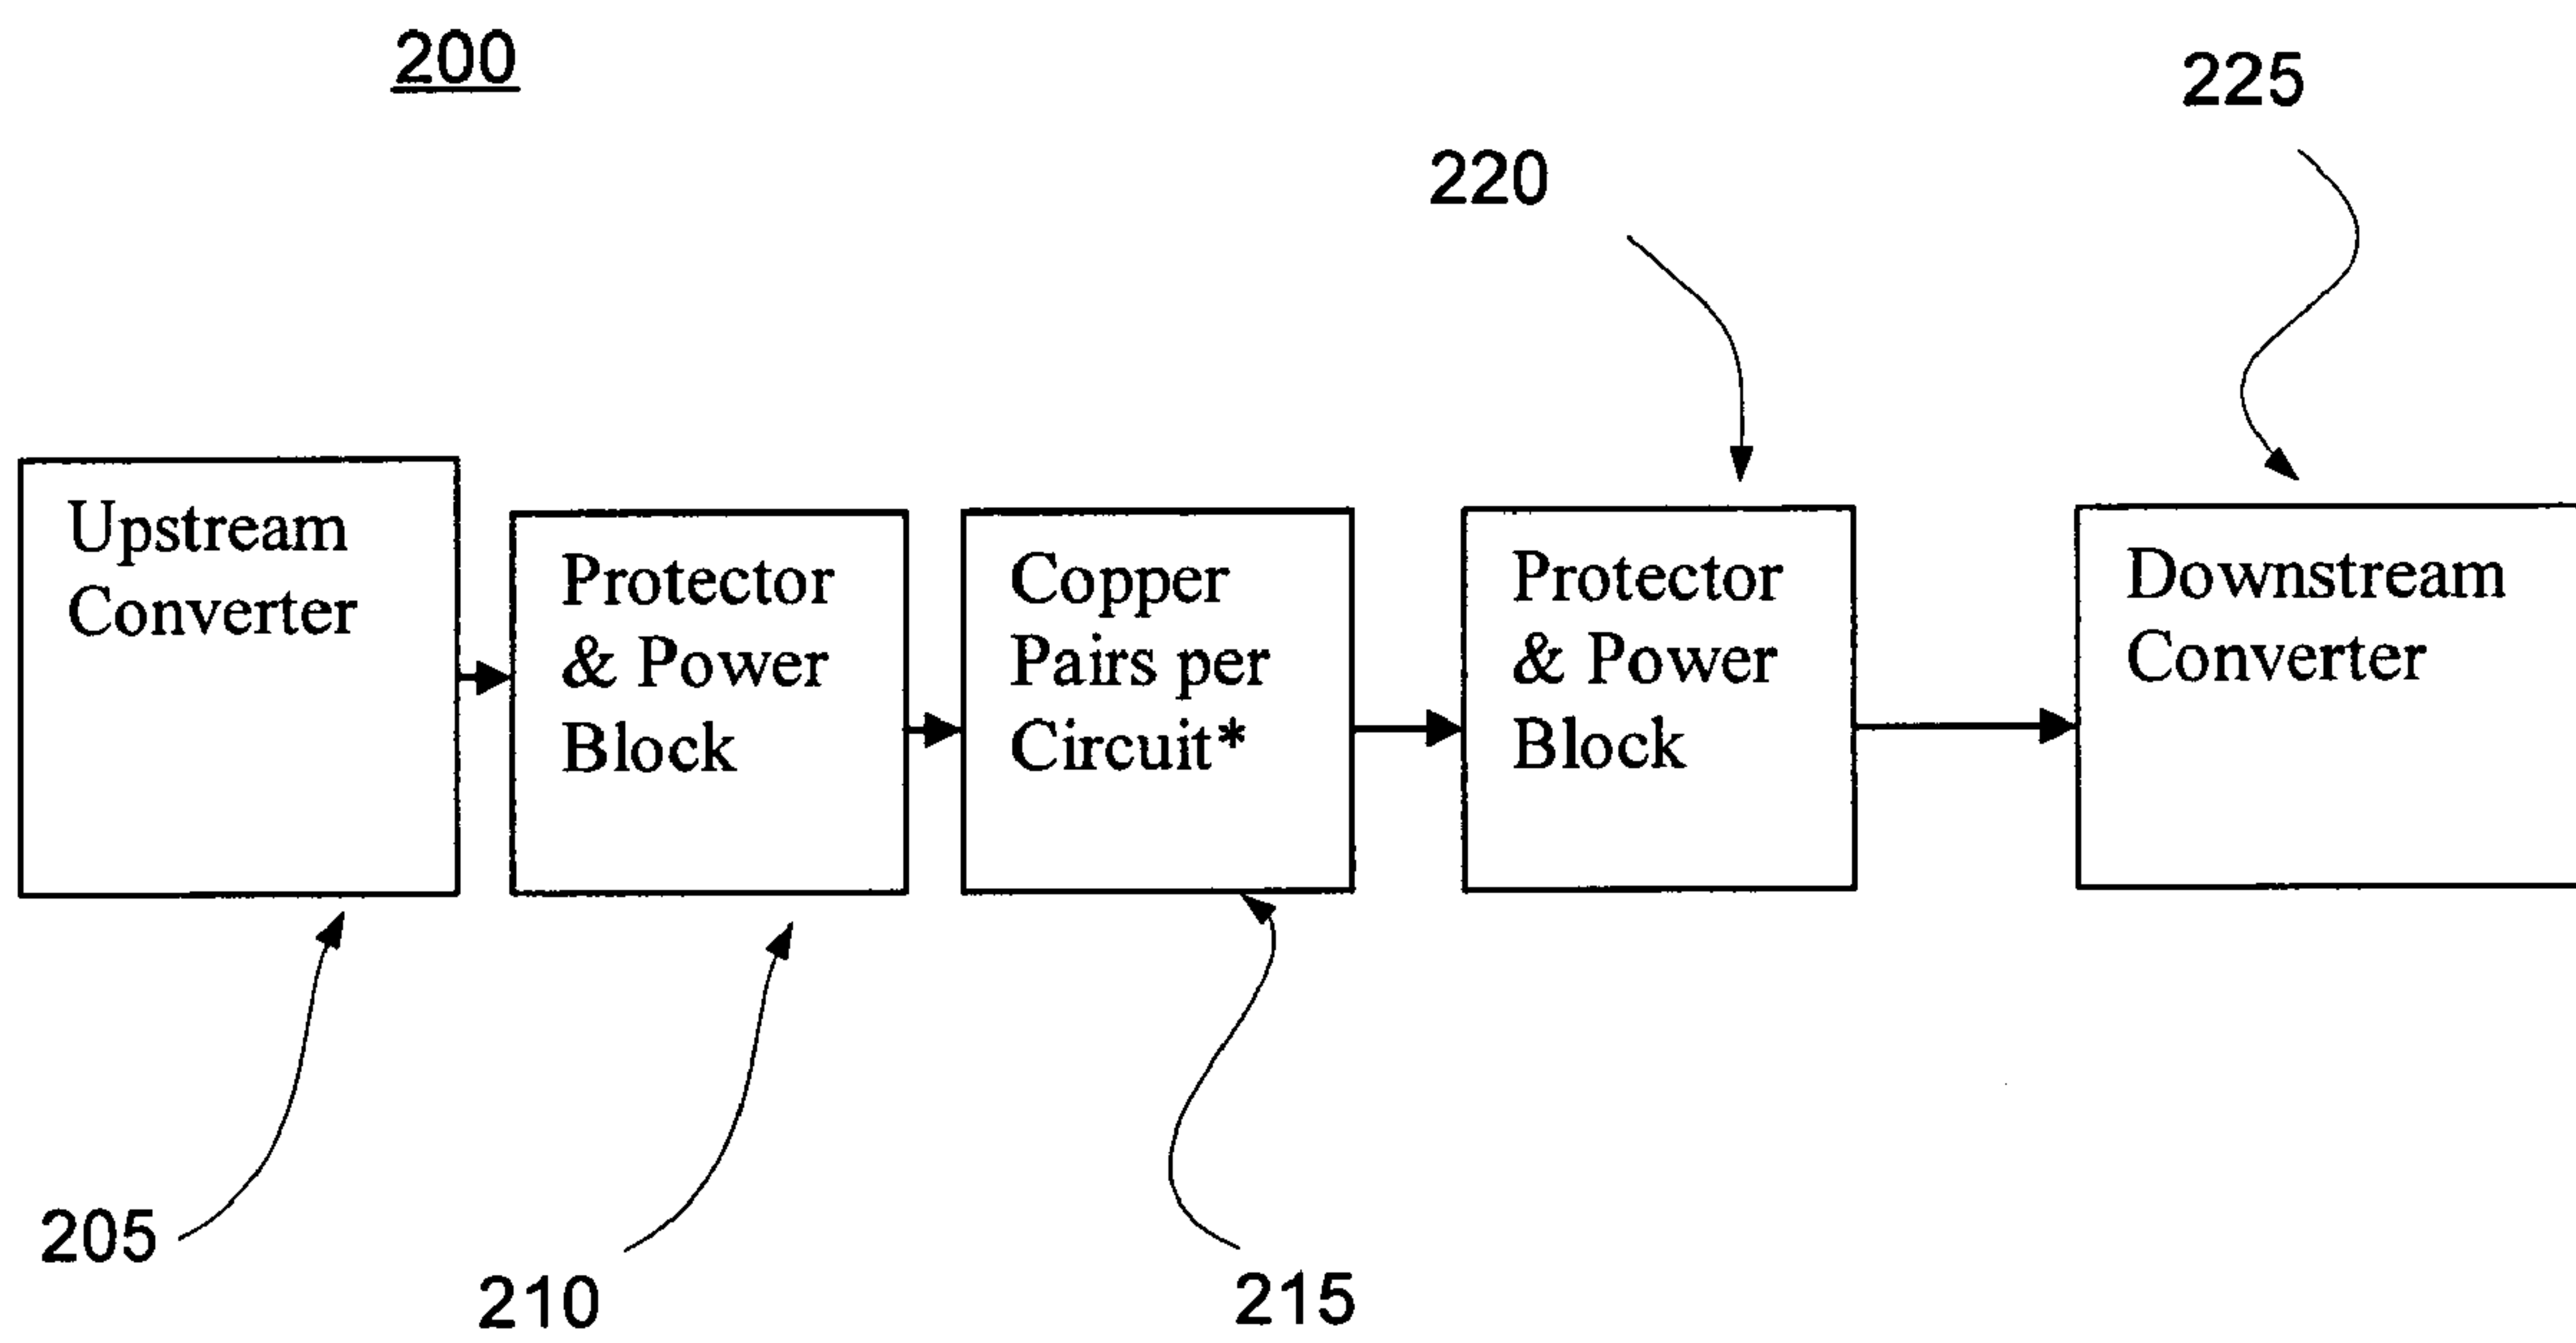 200
225
220
Upstream
Converter
Protector
& Power
Block
Copper
Pairs per
Circuit*
Protector
& Power
Block
Downstream
Converter
205
210
215